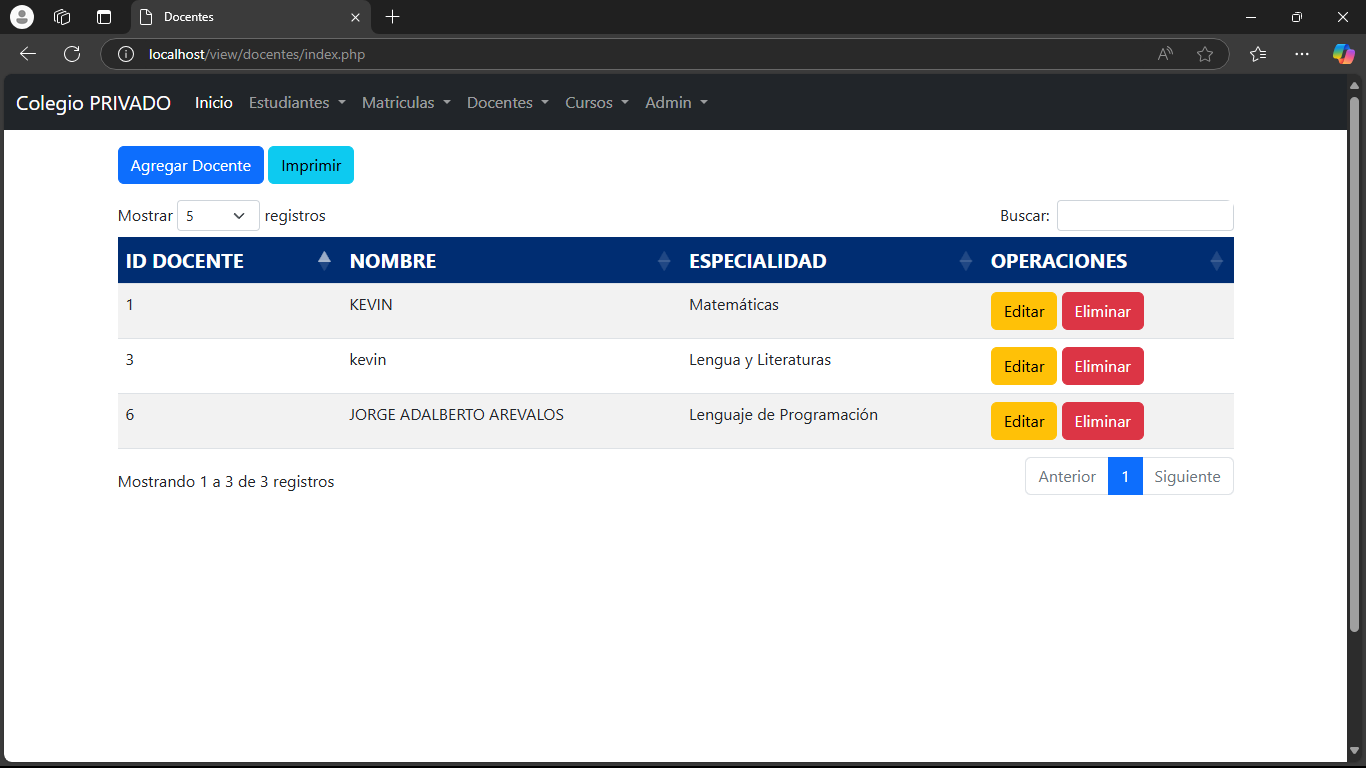 Docentes
localhost/view/docentes/index.php
Colegio PRIVADO Inicio Estudiantes Matriculas Docentes Cursos Admin
Agregar Docente Imprimir
Mostrar 5 registros Buscar:
ID DOCENTE NOMBRE ESPECIALIDAD OPERACIONES
1 KEVIN Matemáticas Editar Eliminar
3 kevin Lengua y Literaturas Editar Eliminar
6 JORGE ADALBERTO AREVALOS Lenguaje de Programación Editar Eliminar
Mostrando 1 a 3 de 3 registros Anterior 1 Siguiente